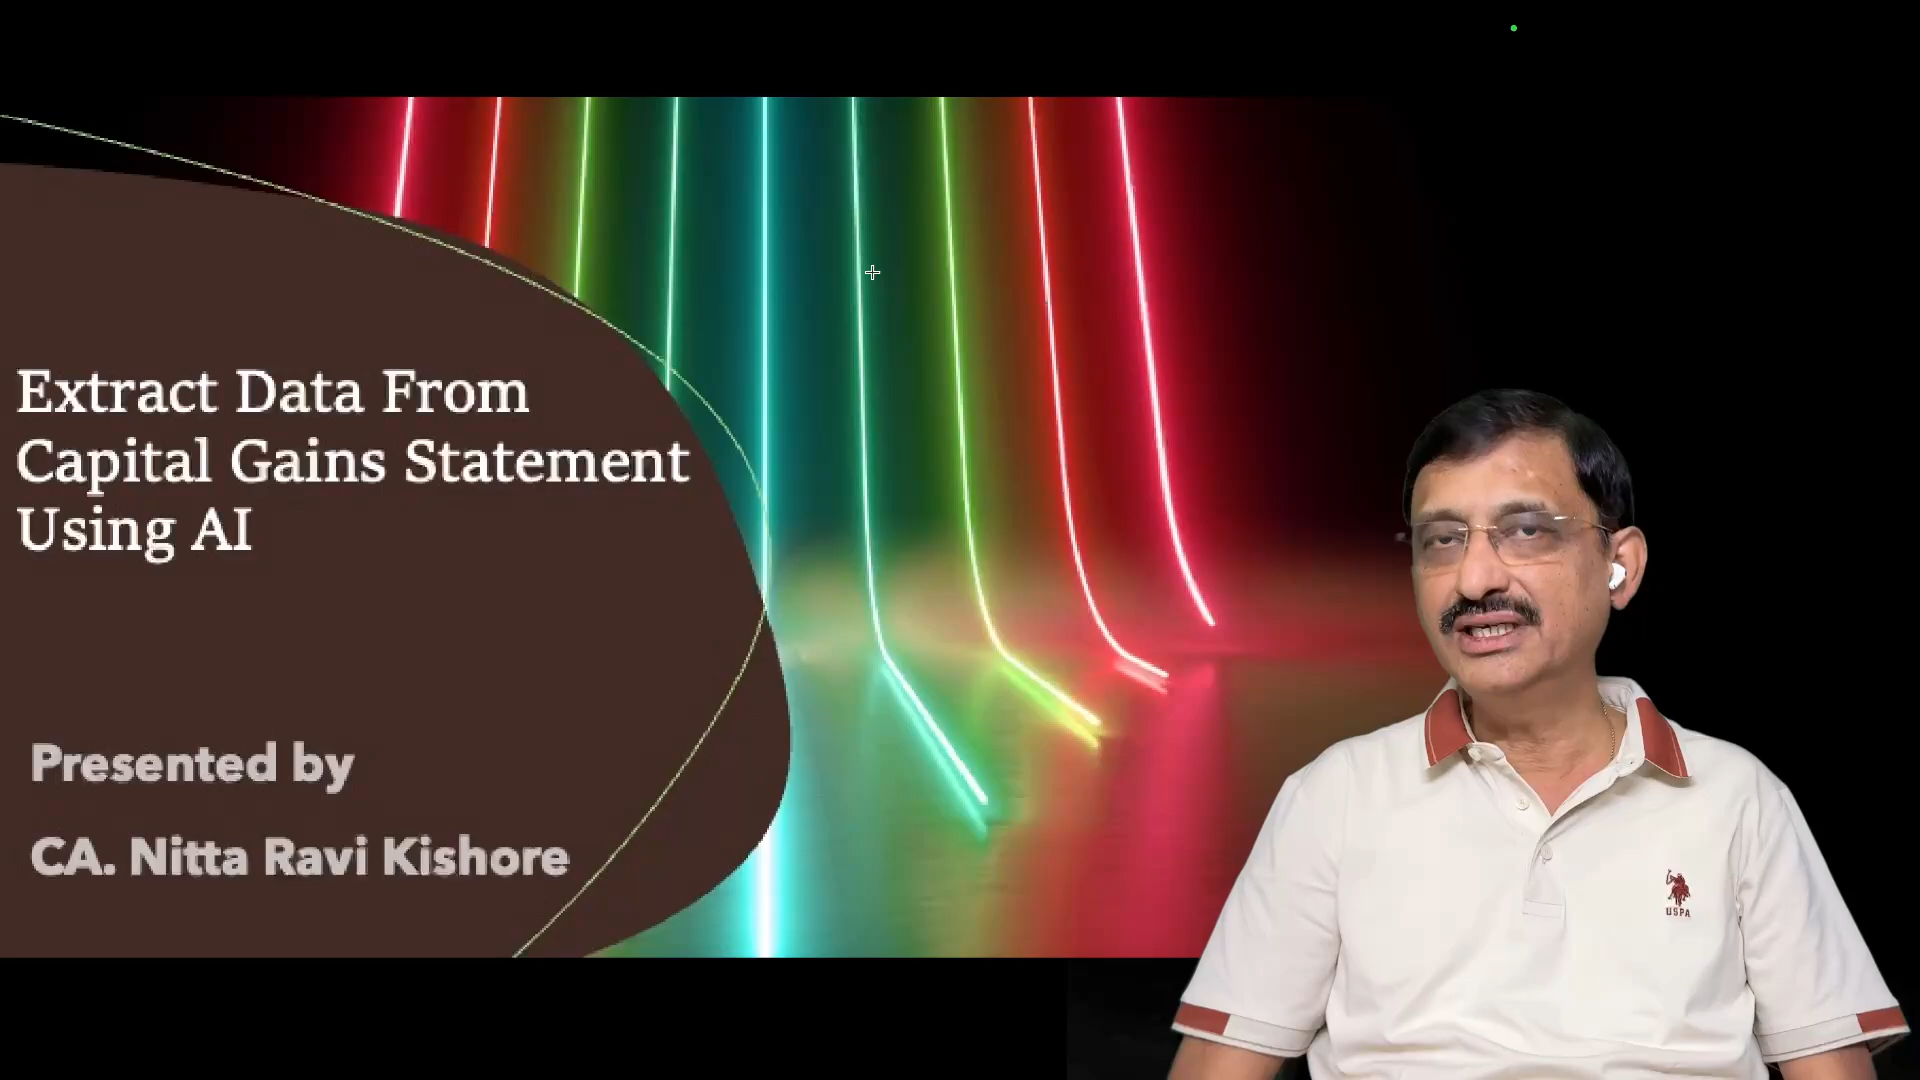 Extract Data From
Capital Gains Statement
Using AI
Presented by
CA. Nitta Ravi Kishore
USPA